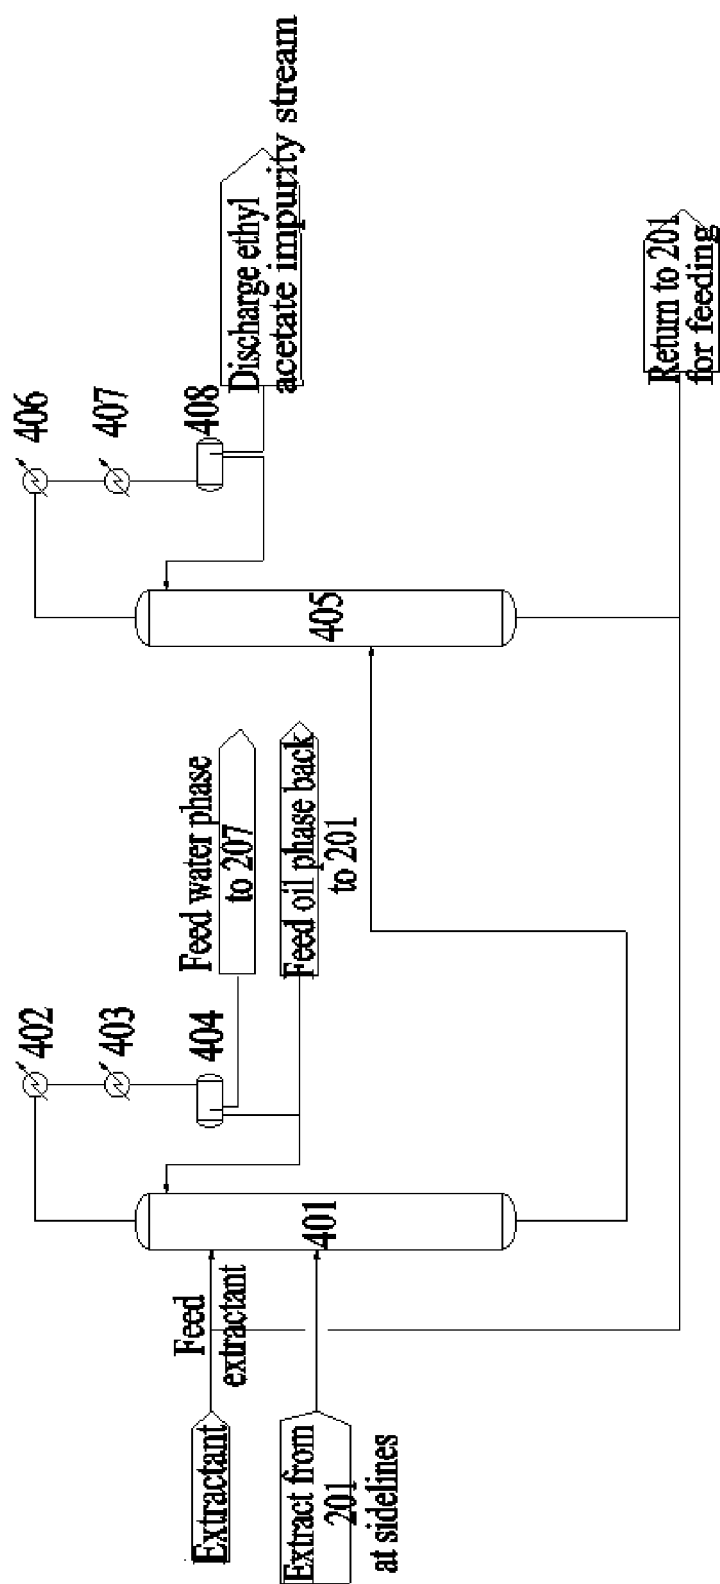 402
403
404
406
407
408
Extractant
Feed
extractant
Extract from
201
at sidelines
401
Feed water phase
to 207
Feed oil phase back
to 201
405
Discharge ethyl
acetate impurity stream
Return to 201
for feeding